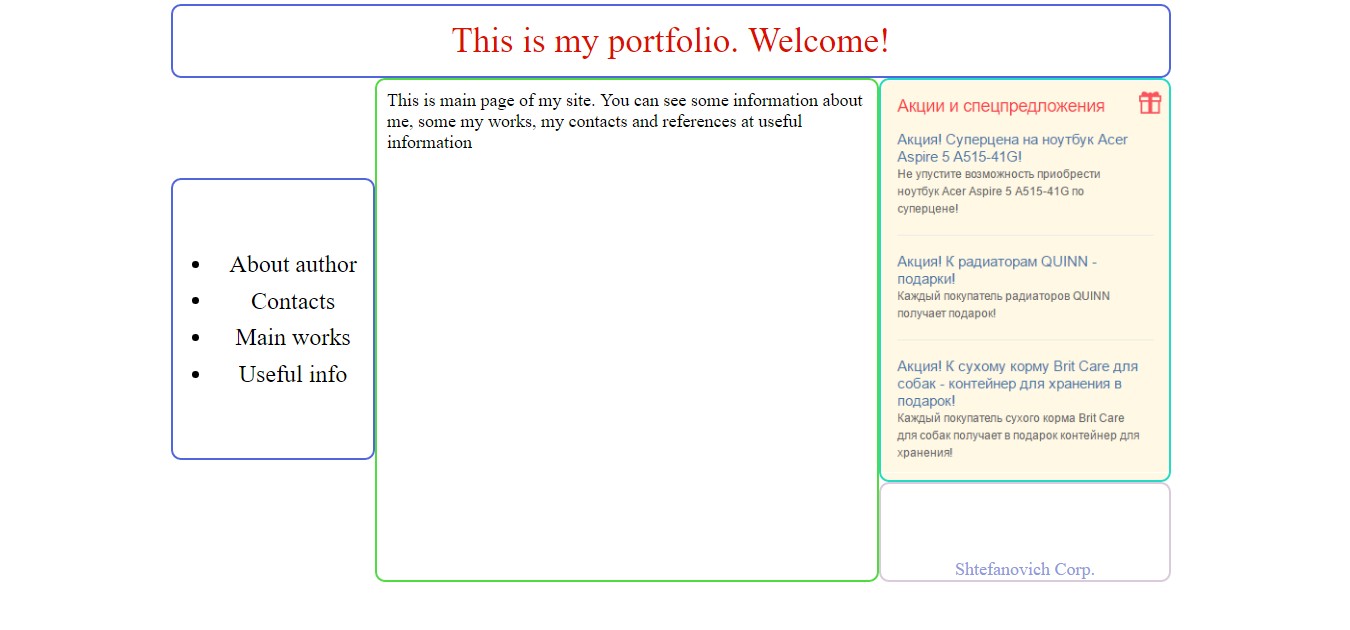 This is my portfolio. Welcome!
About author
Contacts
Main works
Useful info
This is main page of my site. You can see some information about
me, some my works, my contacts and references at useful
information
Акции и спецпредложения
Акция! Суперцена на ноутбук Acer
Aspire 5 A515-41G!
Не упустите возможность приобрести
ноутбук Acer Aspire 5 A515-41G по
суперцене!
Акция! К радиаторам QUINN -
подарки!
Каждый покупатель радиаторов QUINN
получает подарок!
Акция! К сухому корму Brit Care для
собак - контейнер для хранения в
подарок!
Каждый покупатель сухого корма Brit Care
для собак получает в подарок контейнер для
хранения!
Shtefanovich Corp.